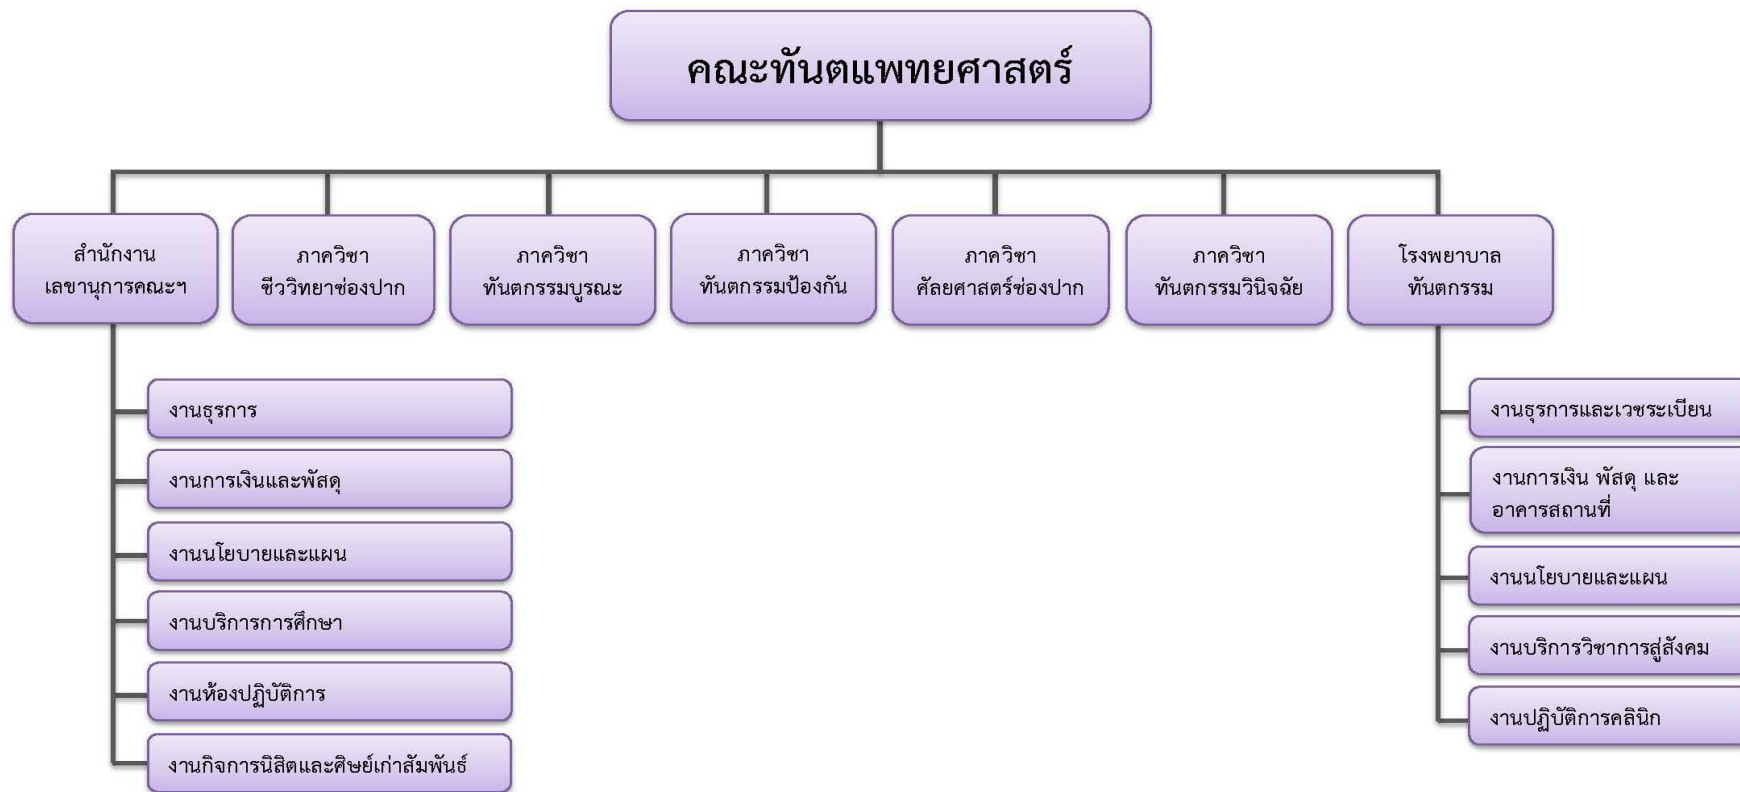 คณะทันตแพทยศาสตร์
สำนักงาน
เลขานุการคณะฯ
ภาควิชา
ชีววิทยาช่องปาก
ภาควิชา
ทันตกรรมบูรณะ
ภาควิชา
ทันตกรรมป้องกัน
ภาควิชา
ศัลยศาสตร์ช่องปาก
ภาควิชา
ทันตกรรมวินิจฉัย
โรงพยาบาล
ทันตกรรม
งานธุรการ
งานการเงินและพัสดุ
งานนโยบายและแผน
งานบริการการศึกษา
งานห้องปฏิบัติการ
งานกิจการนิสิตและศิษย์เก่าสัมพันธ์
งานธุรการและเวชระเบียน
งานการเงิน พัสดุ และ
อาคารสถานที่
งานนโยบายและแผน
งานบริการวิชาการสู่สังคม
งานปฏิบัติการคลินิก